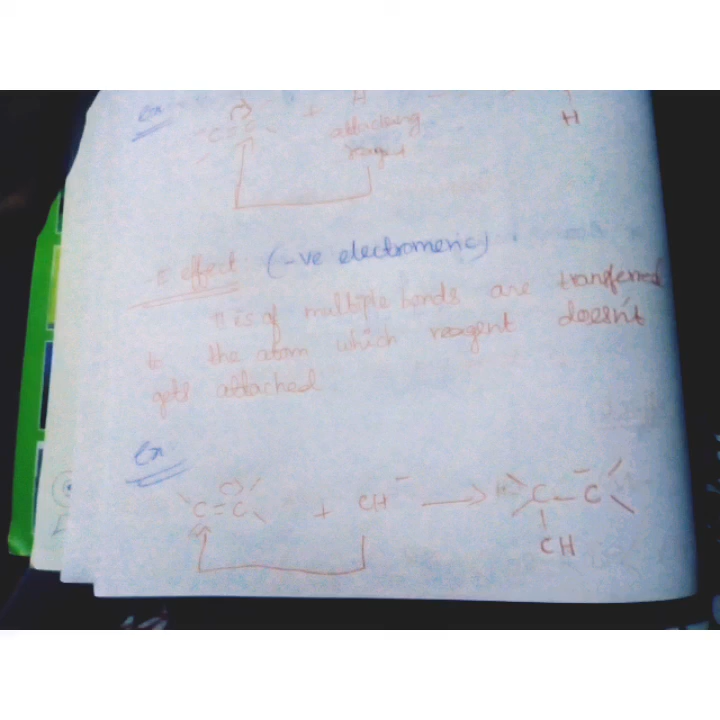 Ex
C = C + H
H
attacking
reagent
E effect (-ve electromeric)
π is of multiple bonds are transferred
to the atom which reagent doesn't
gets attached
Ex
C = C + CH⁻ → C - C⁻
CH